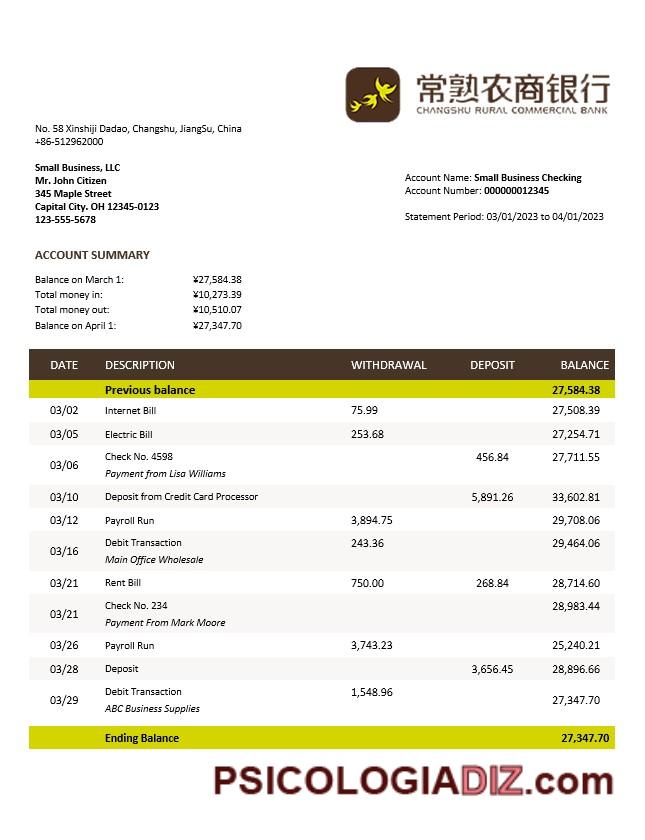 常熟农商银行
CHANGSHU RURAL COMMERCIAL BANK
No. 58 Xinshiji Dadao, Changshu, JiangSu, China
+86-512962000
Small Business, LLC
Mr. John Citizen
345 Maple Street
Capital City. OH 12345-0123
123-555-5678
Account Name: Small Business Checking
Account Number: 000000012345
Statement Period: 03/01/2023 to 04/01/2023
ACCOUNT SUMMARY
Balance on March 1: ¥27,584.38
Total money in: ¥10,273.39
Total money out: ¥10,510.07
Balance on April 1: ¥27,347.70
DATE DESCRIPTION WITHDRAWAL DEPOSIT BALANCE
Previous balance 27,584.38
03/02 Internet Bill 75.99 27,508.39
03/05 Electric Bill 253.68 27,254.71
03/06 Check No. 4598 456.84 27,711.55
Payment from Lisa Williams
03/10 Deposit from Credit Card Processor 5,891.26 33,602.81
03/12 Payroll Run 3,894.75 29,708.06
03/16 Debit Transaction 243.36 29,464.06
Main Office Wholesale
03/21 Rent Bill 750.00 268.84 28,714.60
03/21 Check No. 234 28,983.44
Payment From Mark Moore
03/26 Payroll Run 3,743.23 25,240.21
03/28 Deposit 3,656.45 28,896.66
03/29 Debit Transaction 1,548.96 27,347.70
ABC Business Supplies
Ending Balance 27,347.70
PSICOLOGIADIZ.com